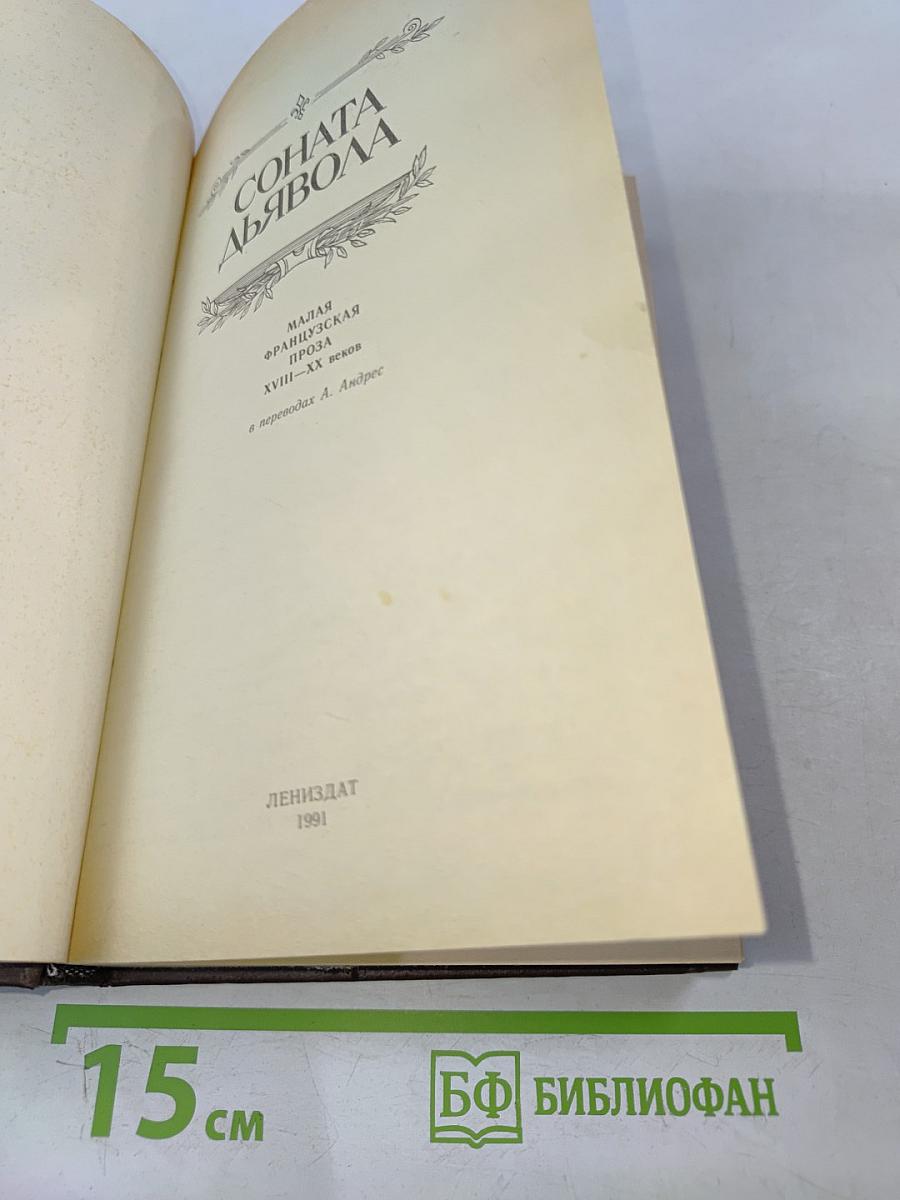 СОНАТА
ДЬЯВОЛА
МАЛАЯ
ФРАНЦУЗСКАЯ
ПРОЗА
XVIII—XX веков
в переводах А. Андрес
ЛЕНИЗДАТ
1991
15 см
БФ БИБЛИОФАН